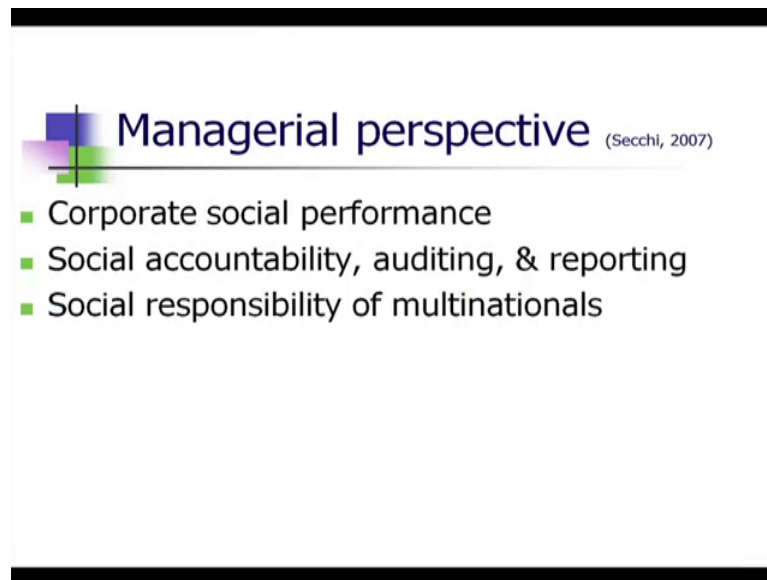 Managerial perspective (Secchi, 2007)
Corporate social performance
Social accountability, auditing, & reporting
Social responsibility of multinationals